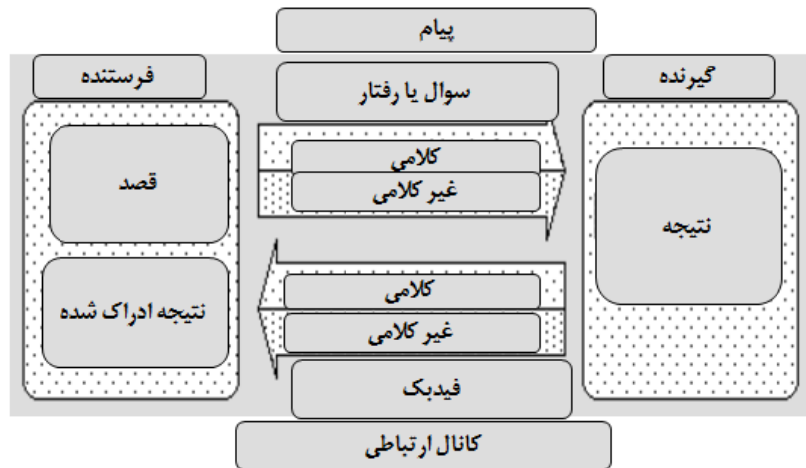 پیام
گیرنده
فرستنده
سوال یا رفتار
کلامی
غیر کلامی
قصد
نتیجه
کلامی
غیر کلامی
نتیجه ادراک شده
فیدبک
کانال ارتباطی